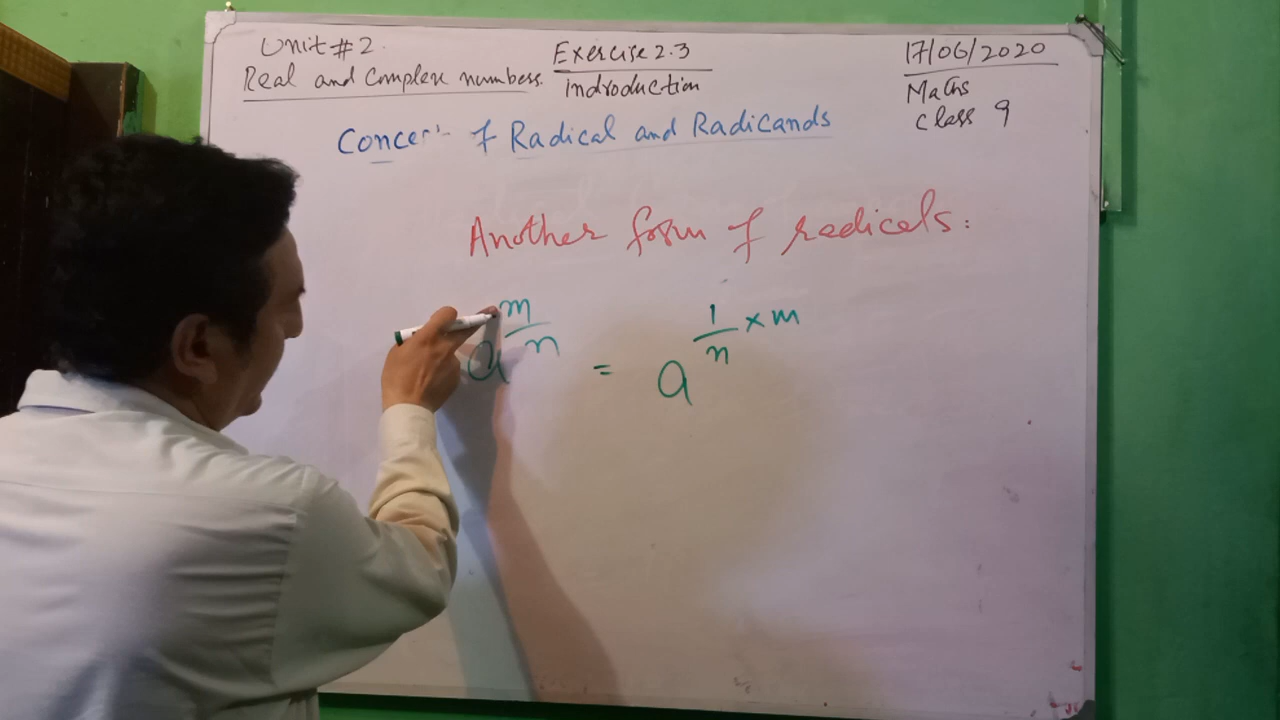 Unit # 2.
Real and Complex numbers.
Exercise 2.3
indroduction
17/06/2020
Maths
class 9
Concept of Radical and Radicands
Another form of radicals:
a^(m/n) = a^(1/n × m)